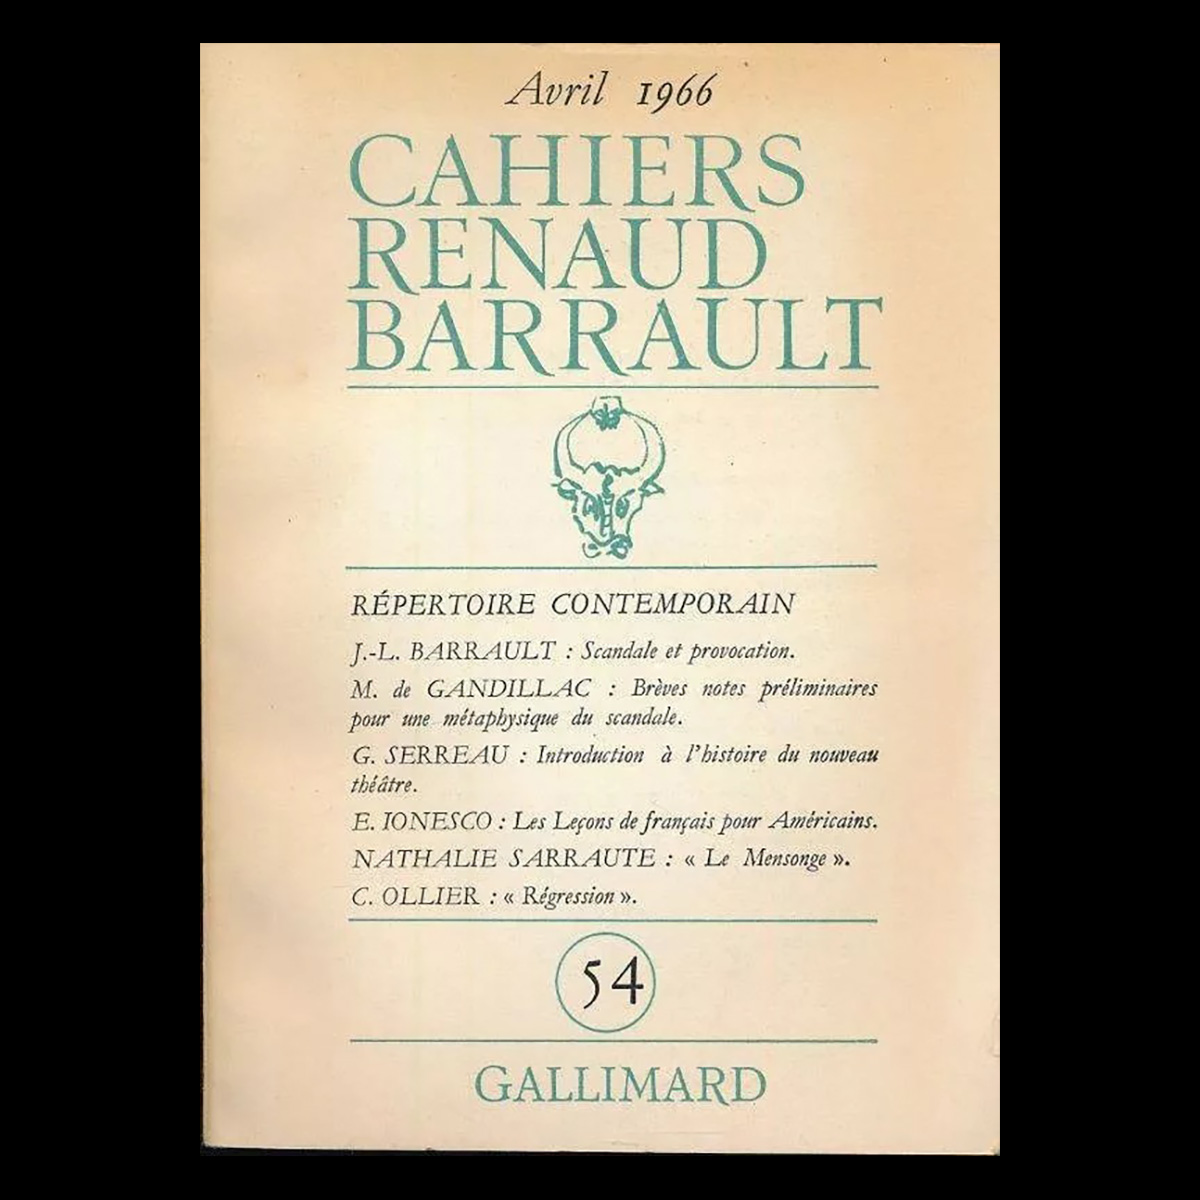 Avril 1966
CAHIERS
RENAUD
BARRAULT
RÉPERTOIRE CONTEMPORAIN
J.-L. BARRAULT : Scandale et provocation.
M. de GANDILLAC : Brèves notes préliminaires
pour une métaphysique du scandale.
G. SERREAU : Introduction à l'histoire du nouveau
théâtre.
E. IONESCO : Les Leçons de français pour Américains.
NATHALIE SARRAUTE : « Le Mensonge ».
C. OLLIER : « Régression ».
54
GALLIMARD